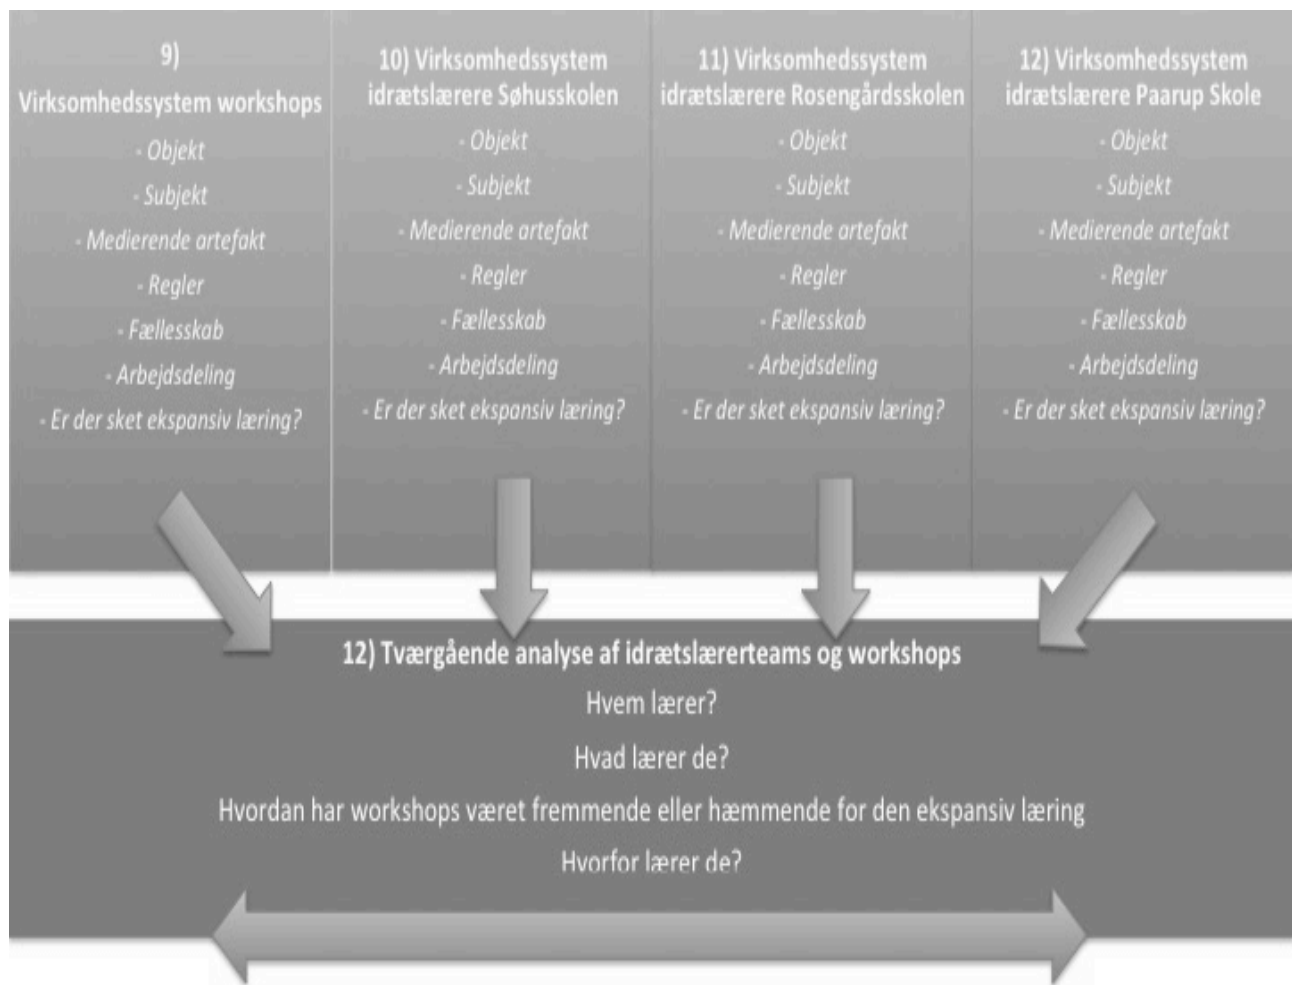 9)
Virksomhedssystem workshops
- Objekt
- Subjekt
- Medierende artefakt
- Regler
- Fællesskab
- Arbejdsdeling
- Er der sket ekspansiv læring?
10) Virksomhedssystem
idrætslærere Søhusskolen
- Objekt
- Subjekt
- Medierende artefakt
- Regler
- Fællesskab
- Arbejdsdeling
- Er der sket ekspansiv læring?
11) Virksomhedssystem
idrætslærere Rosengårdsskolen
- Objekt
- Subjekt
- Medierende artefakt
- Regler
- Fællesskab
- Arbejdsdeling
- Er der sket ekspansiv læring?
12) Virksomhedssystem
idrætslærere Paarup Skole
- Objekt
- Subjekt
- Medierende artefakt
- Regler
- Fællesskab
- Arbejdsdeling
- Er der sket ekspansiv læring?
12) Tværgående analyse af idrætslærerteams og workshops
Hvem lærer?
Hvad lærer de?
Hvordan har workshops været fremmende eller hæmmende for den ekspansiv læring
Hvorfor lærer de?